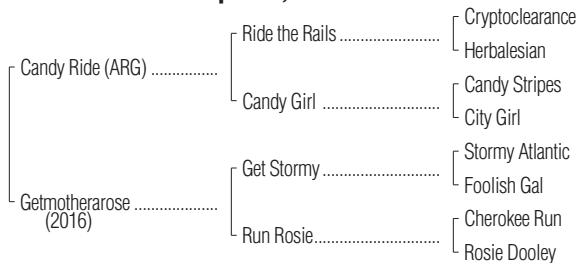 Cryptoclearance
Ride the Rails
Herbalesian
Candy Ride (ARG)
Candy Stripes
Candy Girl
City Girl
Stormy Atlantic
Get Stormy
Foolish Gal
Getmotherarose
(2016)
Cherokee Run
Run Rosie
Rosie Dooley